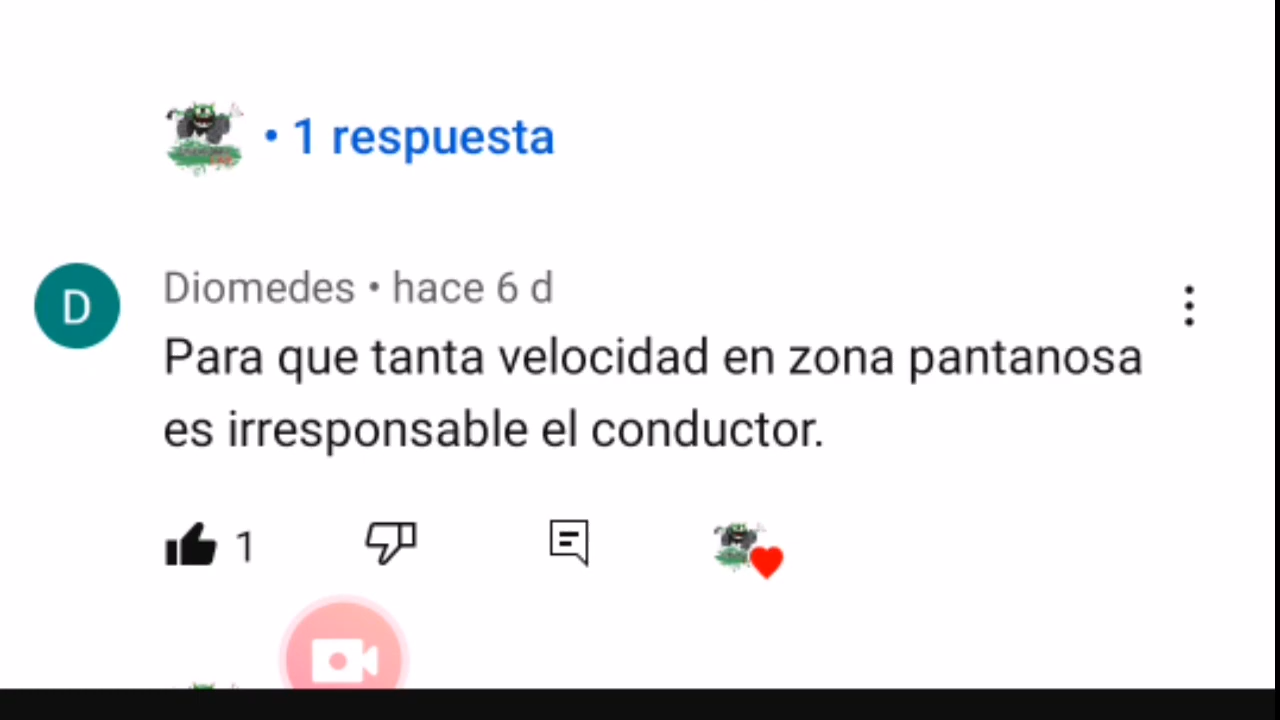 • 1 respuesta
D
Diomedes • hace 6 d
Para que tanta velocidad en zona pantanosa
es irresponsable el conductor.
1